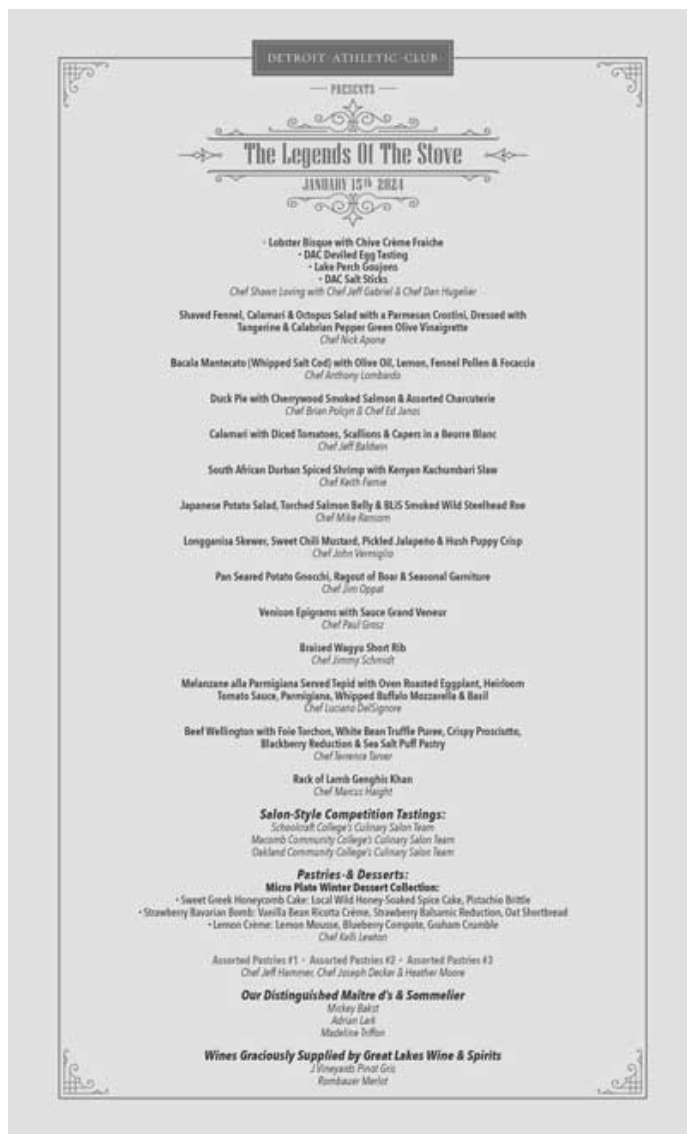 DETROIT·ATHLETIC·CLUB
PRESENTS
The Legends Of The Stove
JANUARY 15th 2024
• Lobster Bisque with Chive Crème Fraiche
• DAC Deviled Egg Tasting
• Lake Perch Goujons
• DAC Salt Sticks
Chef Shawn Loving with Chef Jeff Gabriel & Chef Dan Hugelier
Shaved Fennel, Calamari & Octopus Salad with a Parmesan Crostini, Dressed with
Tangerine & Calabrian Pepper Green Olive Vinaigrette
Chef Nick Apone
Bacala Mantecato (Whipped Salt Cod) with Olive Oil, Lemon, Fennel Pollen & Focaccia
Chef Anthony Lombardo
Duck Pie with Cherrywood Smoked Salmon & Assorted Charcuterie
Chef Brian Polcyn & Chef Ed Janos
Calamari with Diced Tomatoes, Scallions & Capers in a Beurre Blanc
Chef Jeff Baldwin
South African Durban Spiced Shrimp with Kenyan Kachumbari Slaw
Chef Keith Famie
Japanese Potato Salad, Torched Salmon Belly & BLiS Smoked Wild Steelhead Roe
Chef Mike Ransom
Longganisa Skewer, Sweet Chili Mustard, Pickled Jalapeño & Hush Puppy Crisp
Chef John Vermiglio
Pan Seared Potato Gnocchi, Ragout of Boar & Seasonal Garniture
Chef Jim Oppat
Venison Epigrams with Sauce Grand Veneur
Chef Paul Grosz
Braised Wagyu Short Rib
Chef Jimmy Schmidt
Melanzane alla Parmigiana Served Tepid with Oven Roasted Eggplant, Heirloom
Tomato Sauce, Parmigiana, Whipped Buffalo Mozzarella & Basil
Chef Luciano DelSignore
Beef Wellington with Foie Torchon, White Bean Truffle Puree, Crispy Prosciutto,
Blackberry Reduction & Sea Salt Puff Pastry
Chef Terrence Tarver
Rack of Lamb Genghis Khan
Chef Marcus Haight
Salon-Style Competition Tastings:
Schoolcraft College's Culinary Salon Team
Macomb Community College's Culinary Salon Team
Oakland Community College's Culinary Salon Team
Pastries & Desserts:
Micro Plate Winter Dessert Collection:
• Sweet Greek Honeycomb Cake: Local Wild Honey-Soaked Spice Cake, Pistachio Brittle
• Strawberry Bavarian Bomb: Vanilla Bean Ricotta Crème, Strawberry Balsamic Reduction, Oat Shortbread
• Lemon Crème: Lemon Mousse, Blueberry Compote, Graham Crumble
Chef Kelli Lewton
Assorted Pastries #1 • Assorted Pastries #2 • Assorted Pastries #3
Chef Jeff Hammer, Chef Joseph Decker & Heather Moore
Our Distinguished Maître d's & Sommelier
Mickey Bakst
Adrian Lark
Madeline Triffon
Wines Graciously Supplied by Great Lakes Wine & Spirits
J Vineyards Pinot Gris
Rombauer Merlot